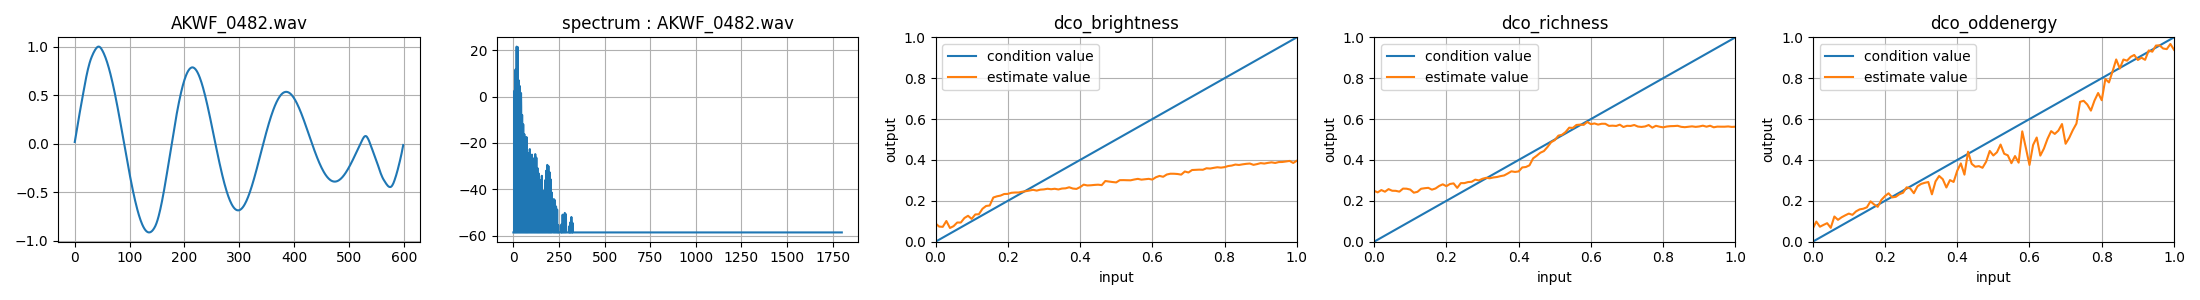 AKWF_0482.wav
1.0
0.5
0.0
−0.5
−1.0
0 100 200 300 400 500 600
spectrum : AKWF_0482.wav
20
0
−20
−40
−60
0 250 500 750 1000 1250 1500 1750
dco_brightness
condition value
estimate value
output
1.0
0.8
0.6
0.4
0.2
0.0
0.0 0.2 0.4 0.6 0.8 1.0
input
dco_richness
condition value
estimate value
output
1.0
0.8
0.6
0.4
0.2
0.0
0.0 0.2 0.4 0.6 0.8 1.0
input
dco_oddenergy
condition value
estimate value
output
1.0
0.8
0.6
0.4
0.2
0.0
0.0 0.2 0.4 0.6 0.8 1.0
input